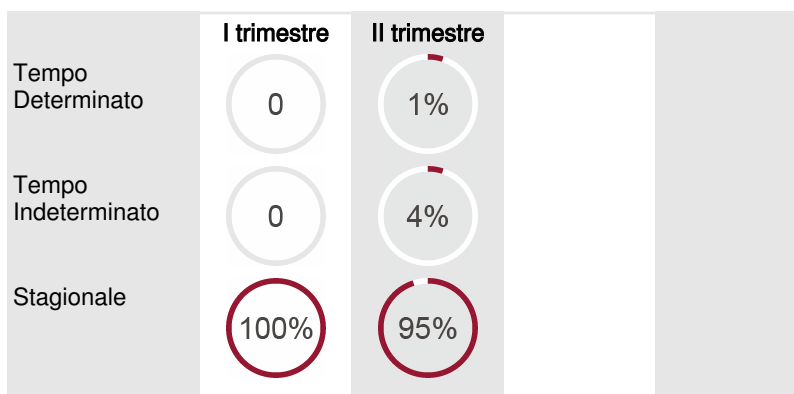 I trimestre II trimestre
Tempo
Determinato
0 1%
Tempo
Indeterminato
0 4%
Stagionale
100% 95%